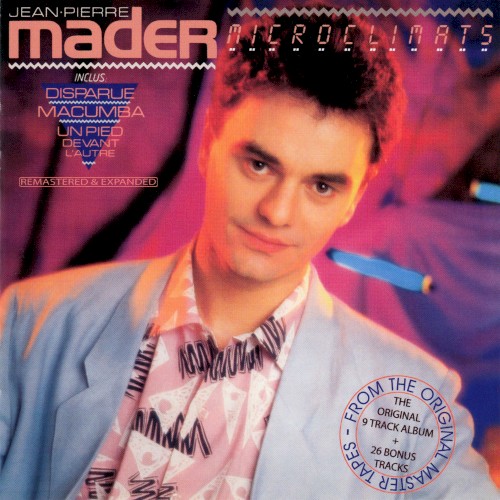 JEAN-PIERRE
mader
MICROCLIMATS
INCLUS
DISPARUE
MACUMBA
UN PIED
DEVANT
L'AUTRE
REMASTERED & EXPANDED
FROM THE ORIGINAL MASTER TAPES -
THE
ORIGINAL
9 TRACK ALBUM
+
26 BONUS
TRACKS